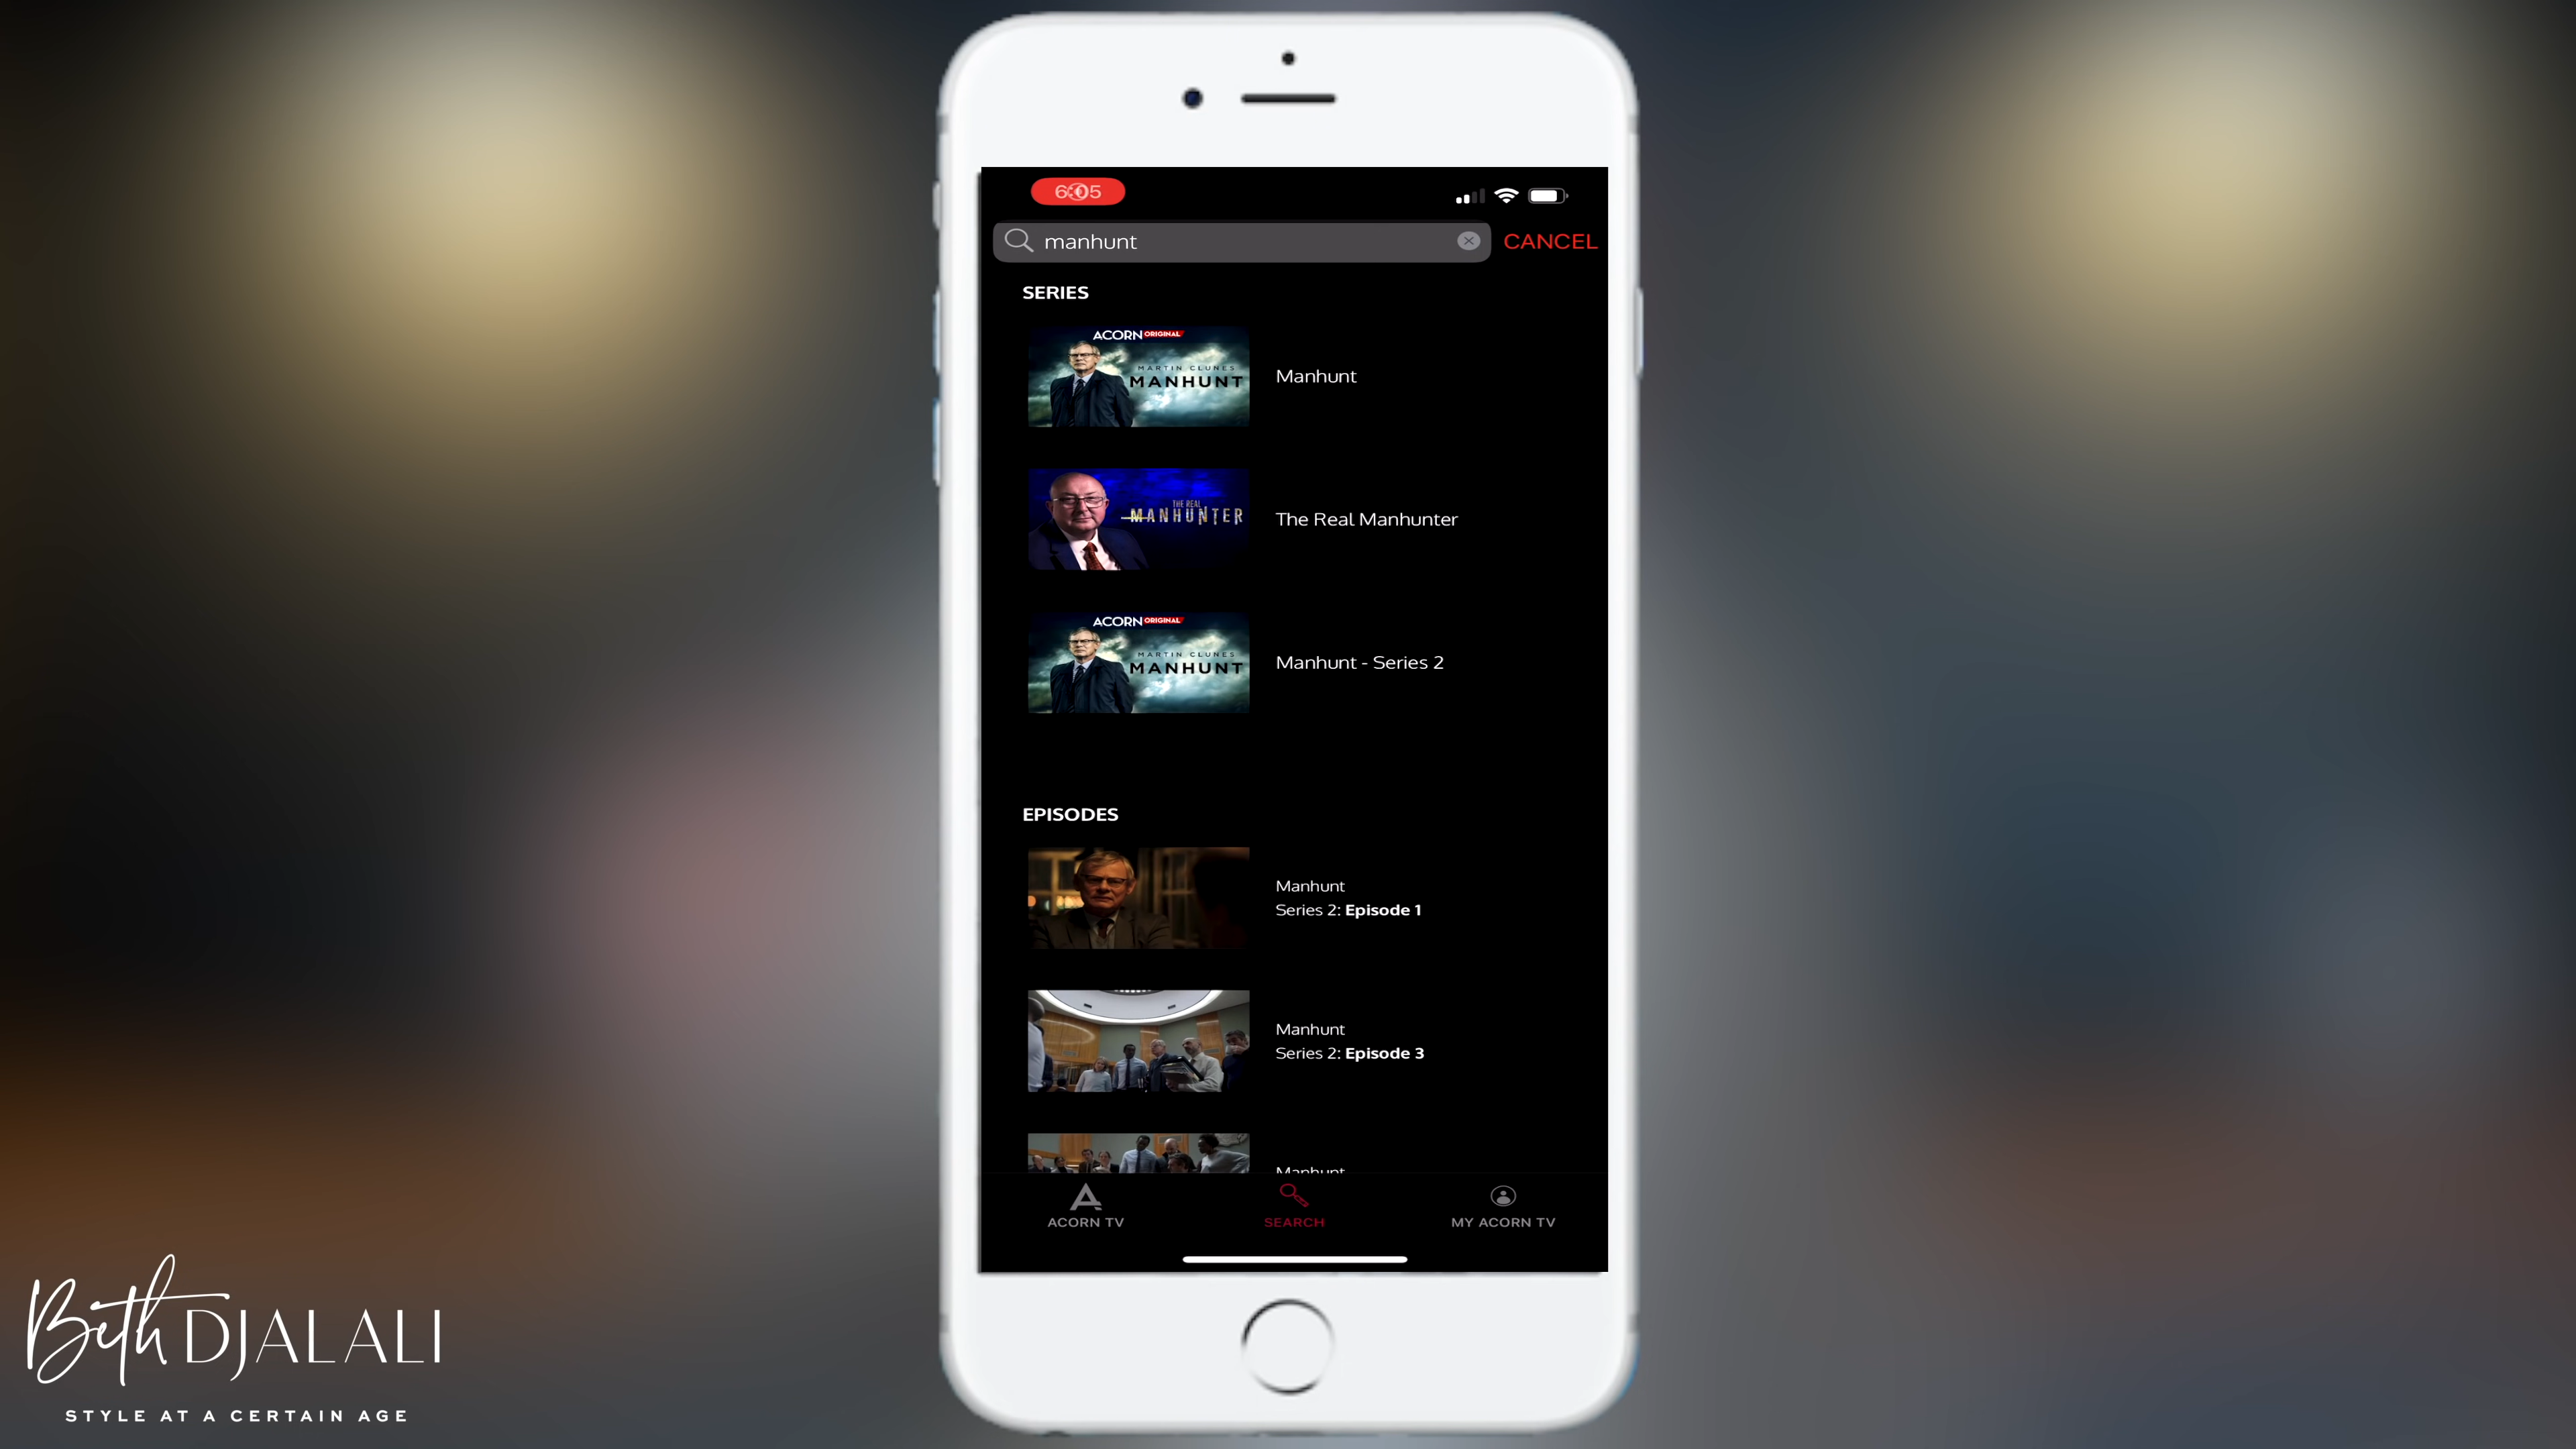 6:05
manhunt
CANCEL
SERIES
ACORN ORIGINAL
MARTIN CLUNES
MANHUNT
Manhunt
THE REAL
MANHUNTER
The Real Manhunter
ACORN ORIGINAL
MARTIN CLUNES
MANHUNT
Manhunt - Series 2
EPISODES
Manhunt
Series 2: Episode 1
Manhunt
Series 2: Episode 3
Manhunt
ACORN TV
SEARCH
MY ACORN TV
Beth DJALALI
STYLE AT A CERTAIN AGE